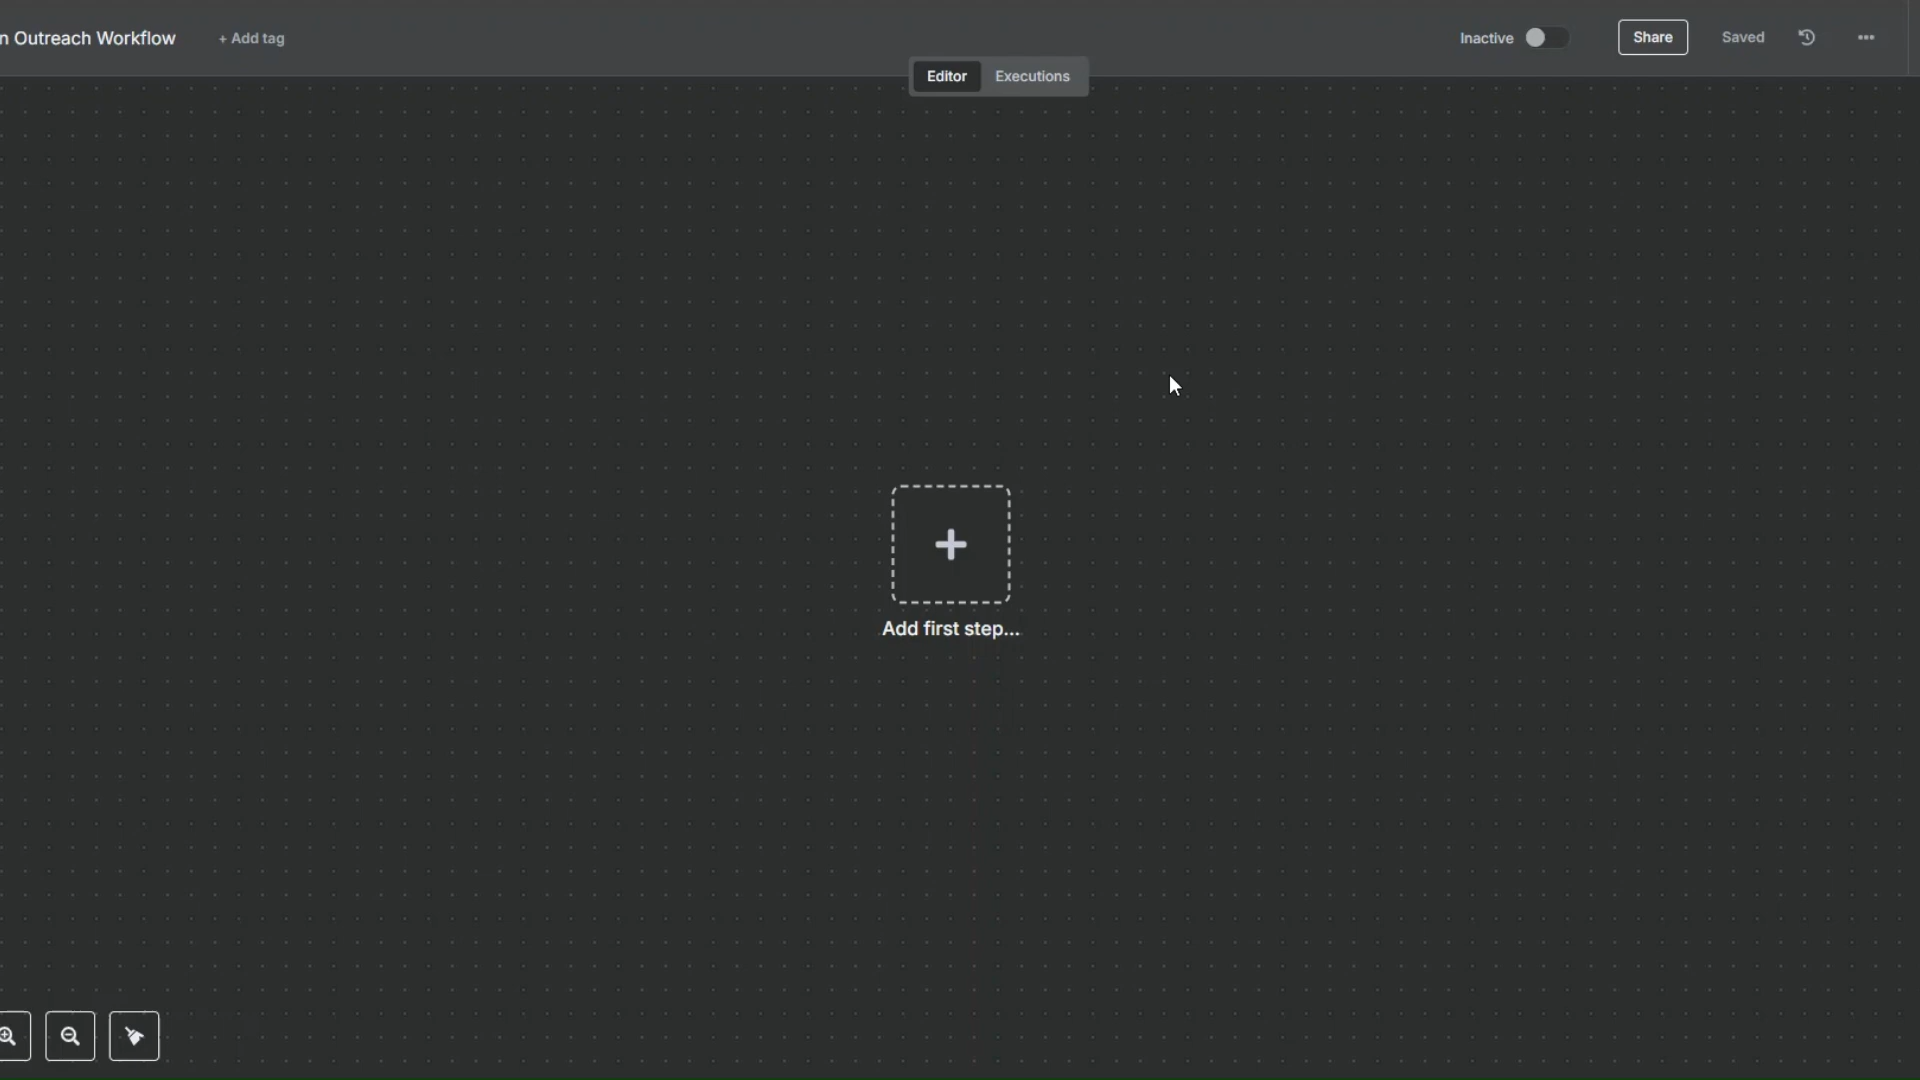 n Outreach Workflow
+ Add tag
Inactive
Share
Saved
Editor
Executions
Add first step...